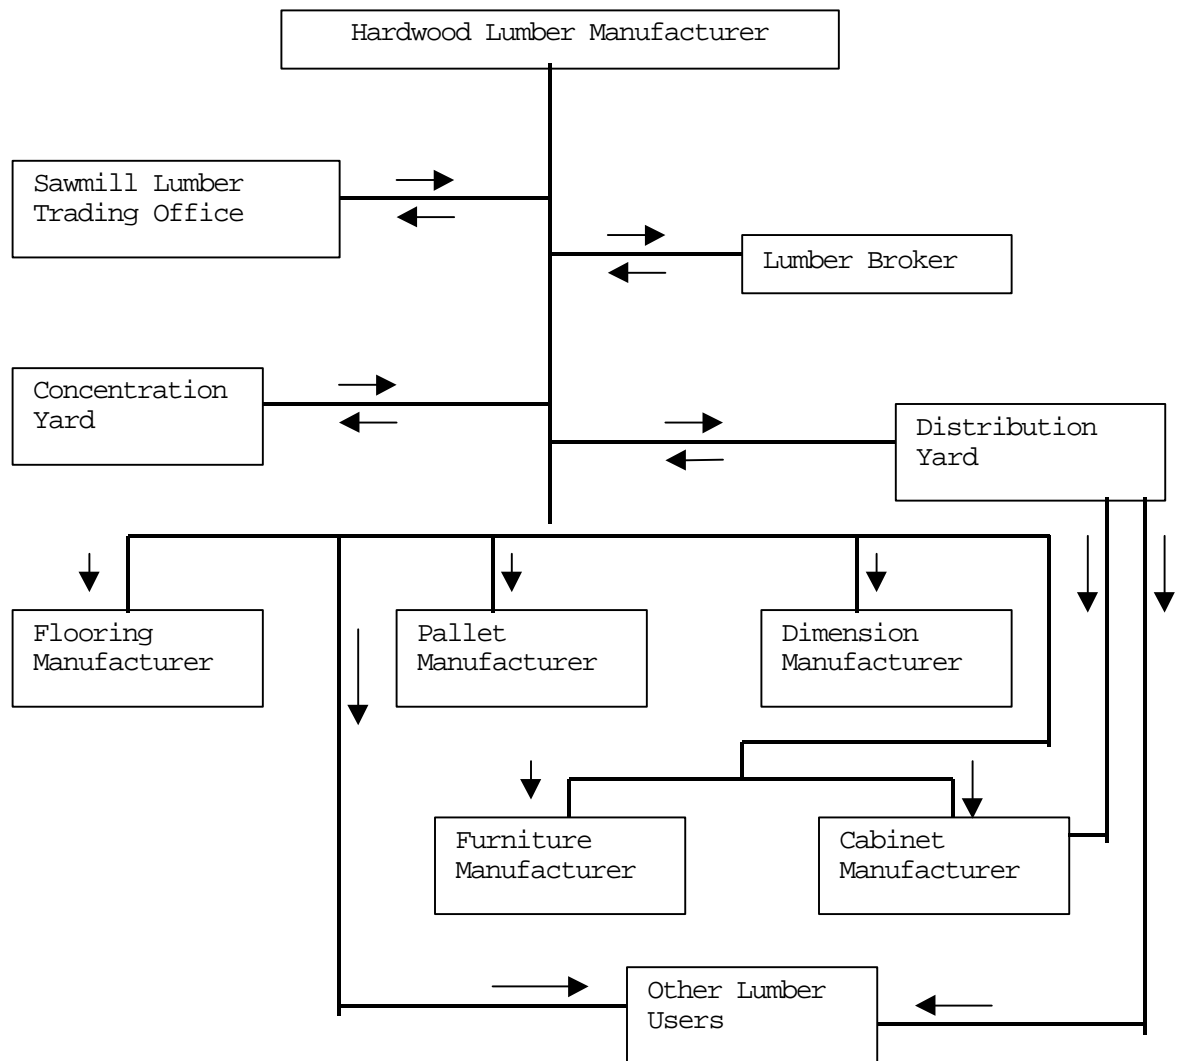 Hardwood Lumber Manufacturer
Sawmill Lumber
Trading Office
Lumber Broker
Concentration
Yard
Distribution
Yard
Flooring
Manufacturer
Pallet
Manufacturer
Dimension
Manufacturer
Furniture
Manufacturer
Cabinet
Manufacturer
Other Lumber
Users